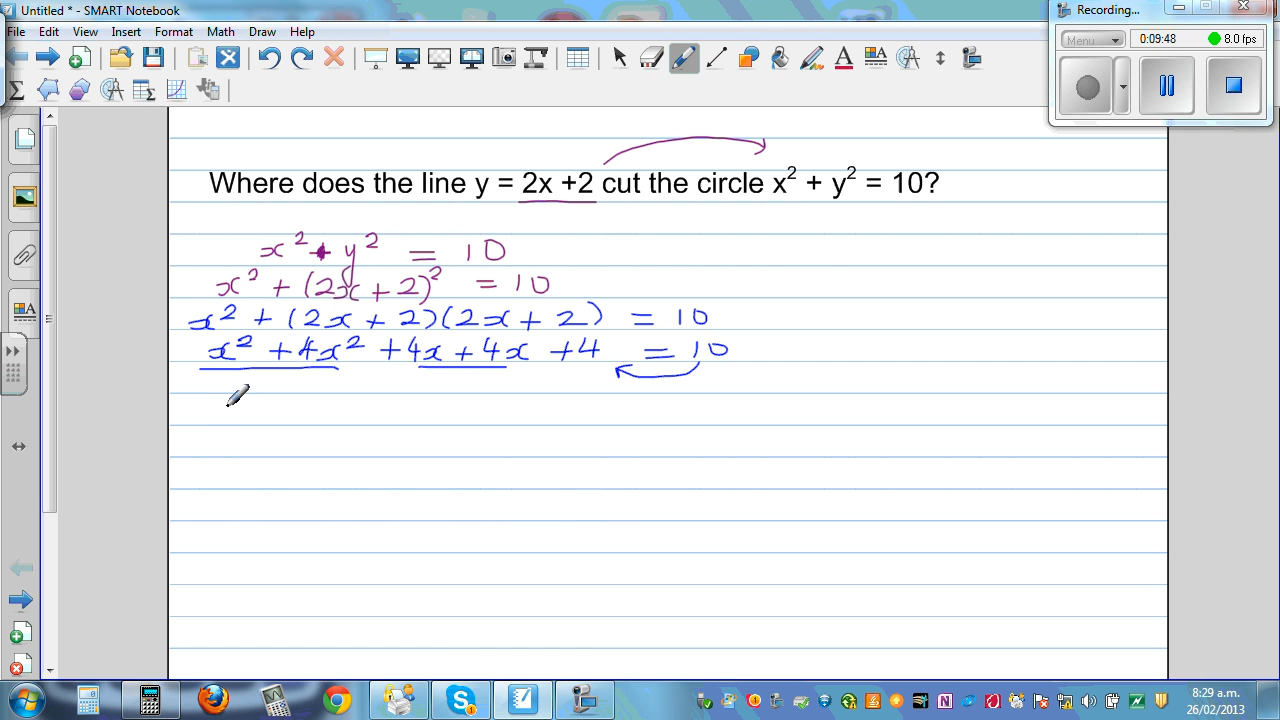 Untitled * - SMART Notebook
File Edit View Insert Format Math Draw Help
Recording...
Menu 0:09:48 8.0 fps
Where does the line y = 2x +2 cut the circle x² + y² = 10?
x² + y² = 10
x² + (2x + 2)² = 10
x² + (2x + 2)(2x + 2) = 10
x² + 4x² + 4x + 4x + 4 = 10
8:29 a.m.
26/02/2013